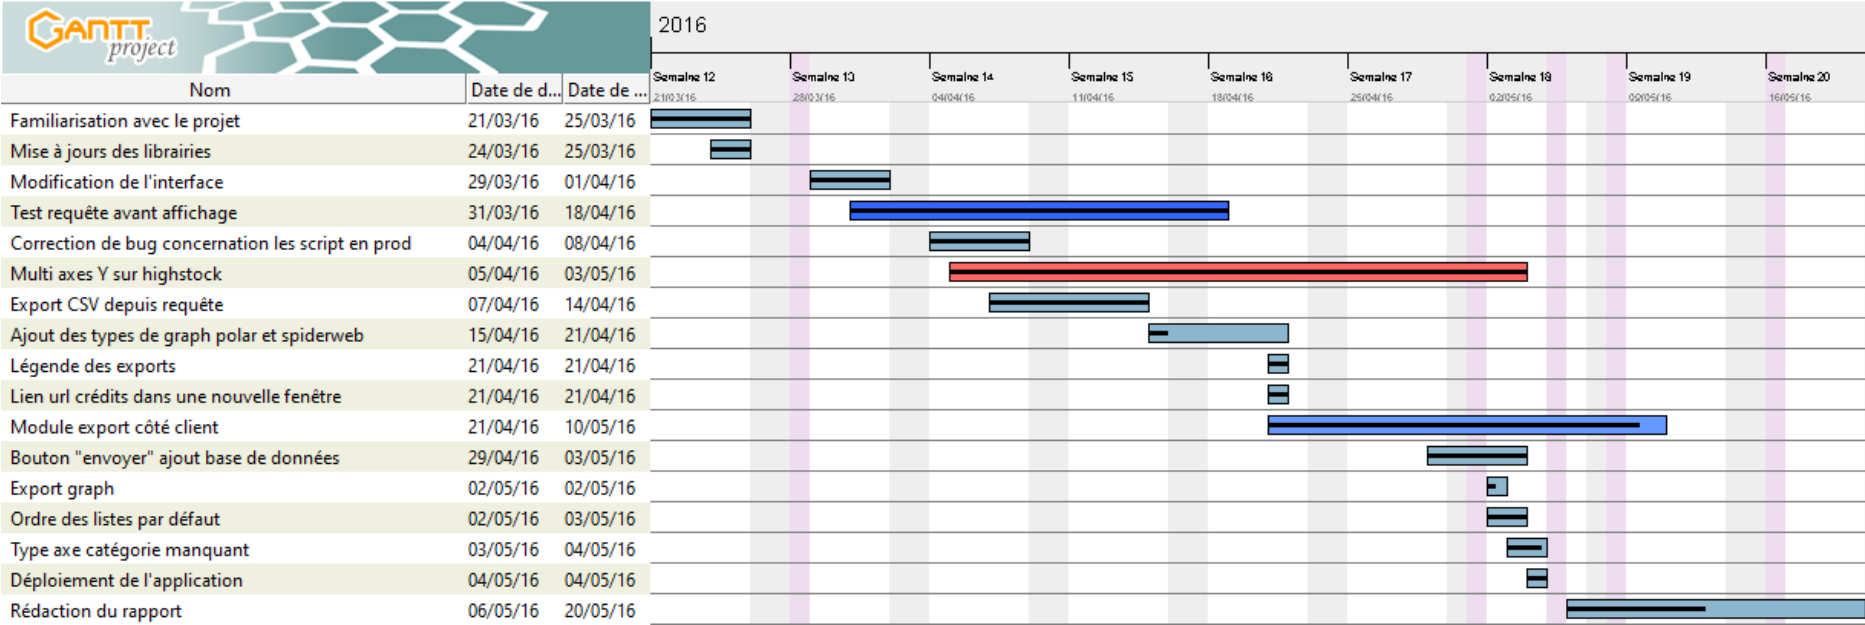 GANTT
project
2016
Semaine 12 Semaine 13 Semaine 14 Semaine 15 Semaine 16 Semaine 17 Semaine 18 Semaine 19 Semaine 20
21/03/16 28/03/16 04/04/16 11/04/16 18/04/16 25/04/16 02/05/16 09/05/16 16/05/16
Nom Date de d... Date de ...
Familiarisation avec le projet 21/03/16 25/03/16
Mise à jours des librairies 24/03/16 25/03/16
Modification de l'interface 29/03/16 01/04/16
Test requête avant affichage 31/03/16 18/04/16
Correction de bug concernation les script en prod 04/04/16 08/04/16
Multi axes Y sur highstock 05/04/16 03/05/16
Export CSV depuis requête 07/04/16 14/04/16
Ajout des types de graph polar et spiderweb 15/04/16 21/04/16
Légende des exports 21/04/16 21/04/16
Lien url crédits dans une nouvelle fenêtre 21/04/16 21/04/16
Module export côté client 21/04/16 10/05/16
Bouton "envoyer" ajout base de données 29/04/16 03/05/16
Export graph 02/05/16 02/05/16
Ordre des listes par défaut 02/05/16 03/05/16
Type axe catégorie manquant 03/05/16 04/05/16
Déploiement de l'application 04/05/16 04/05/16
Rédaction du rapport 06/05/16 20/05/16